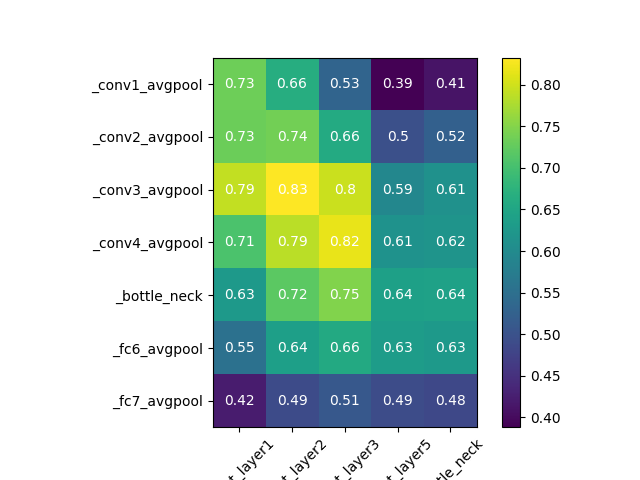 _conv1_avgpool 0.73 0.66 0.53 0.39 0.41
_conv2_avgpool 0.73 0.74 0.66 0.5 0.52
_conv3_avgpool 0.79 0.83 0.8 0.59 0.61
_conv4_avgpool 0.71 0.79 0.82 0.61 0.62
_bottle_neck 0.63 0.72 0.75 0.64 0.64
_fc6_avgpool 0.55 0.64 0.66 0.63 0.63
_fc7_avgpool 0.42 0.49 0.51 0.49 0.48
t_layer1
t_layer2
t_layer3
t_layer5
tle_neck
0.80
0.75
0.70
0.65
0.60
0.55
0.50
0.45
0.40